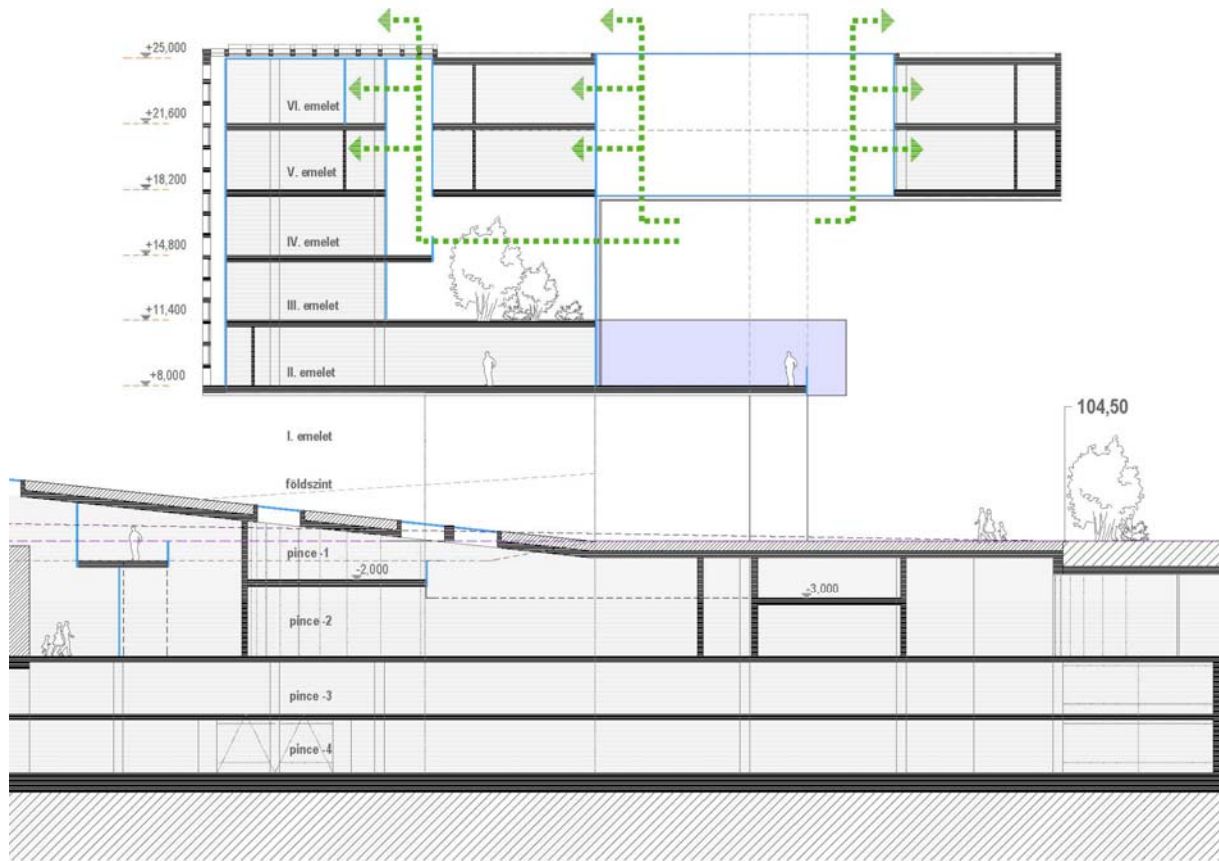 +25,000
VI. emelet
+21,600
V. emelet
+18,200
IV. emelet
+14,800
III. emelet
+11,400
II. emelet
+8,000
104,50
I. emelet
földszint
pince -1
-2,000
-3,000
pince -2
pince -3
pince -4